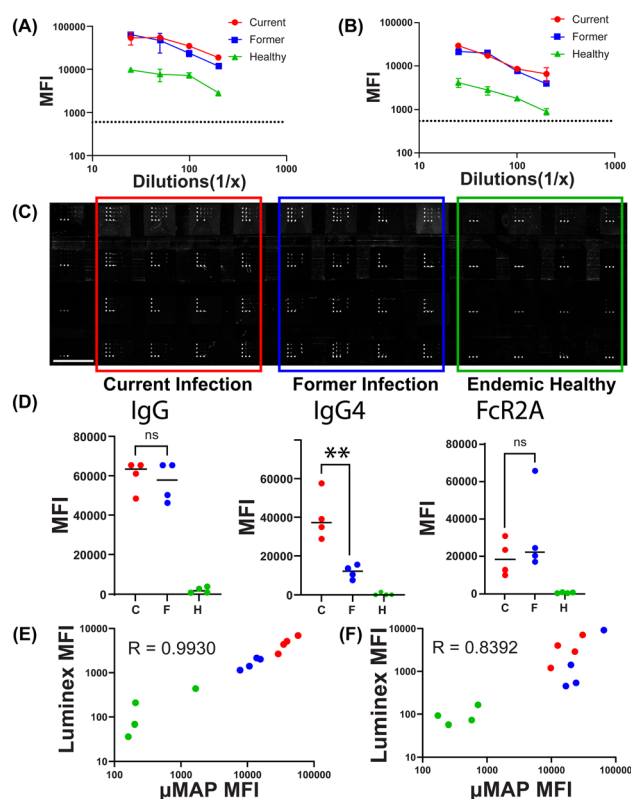 (A)
Current
Former
Healthy
100000
10000
1000
100
MFI
10 100 1000
Dilutions(1/x)
(B)
Current
Former
Healthy
100000
10000
1000
100
MFI
10 100 1000
Dilutions(1/x)
(C)
Current Infection Former Infection Endemic Healthy
(D)
IgG IgG4 FcR2A
80000
60000
40000
20000
0
MFI
ns
C F H
80000
60000
40000
20000
0
MFI
**
C F H
80000
60000
40000
20000
0
MFI
ns
C F H
(E)
R = 0.9930
10000
1000
100
10
Luminex MFI
100 1000 10000 100000
µMAP MFI
(F)
R = 0.8392
10000
1000
100
10
Luminex MFI
100 1000 10000 100000
µMAP MFI